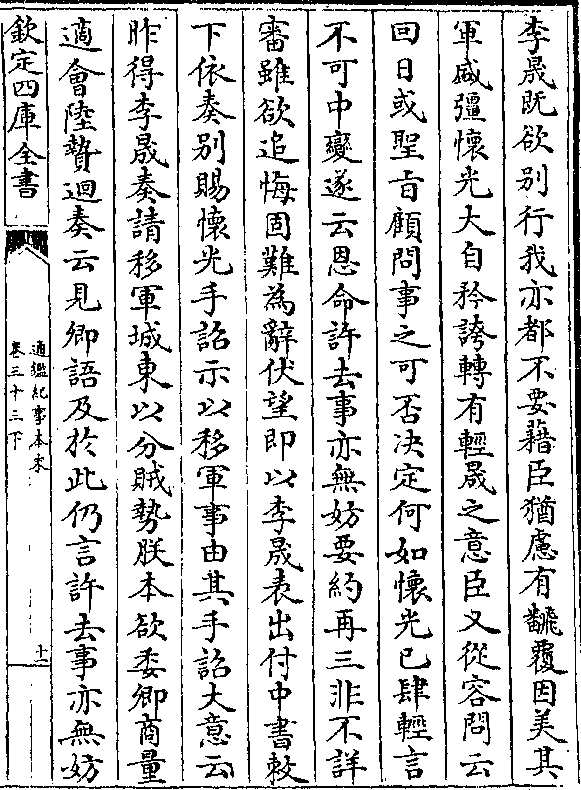 李晟既欲别行我亦都不要藉臣猶慮有翻覆因美其
軍盛彊懷光大自矜誇轉有輕晟之意臣又從容問云
回日或聖旨顧問事之可否决定何如懷光已肆輕言
不可中變遂云恩命許去事亦無妨要約再三非不詳
審雖欲追悔固難為辭伏望即以李晟表出付中書敕
下依奏别賜懷光手詔示以移軍事由其手詔大意云
昨得李晟奏請移軍城東以分賊勢朕本欲委卿商量
適會陸贄迴奏云見卿語及於此仍言許去事亦無妨
欽定四庫全書
通鑑紀事本末
卷三十三下
十一